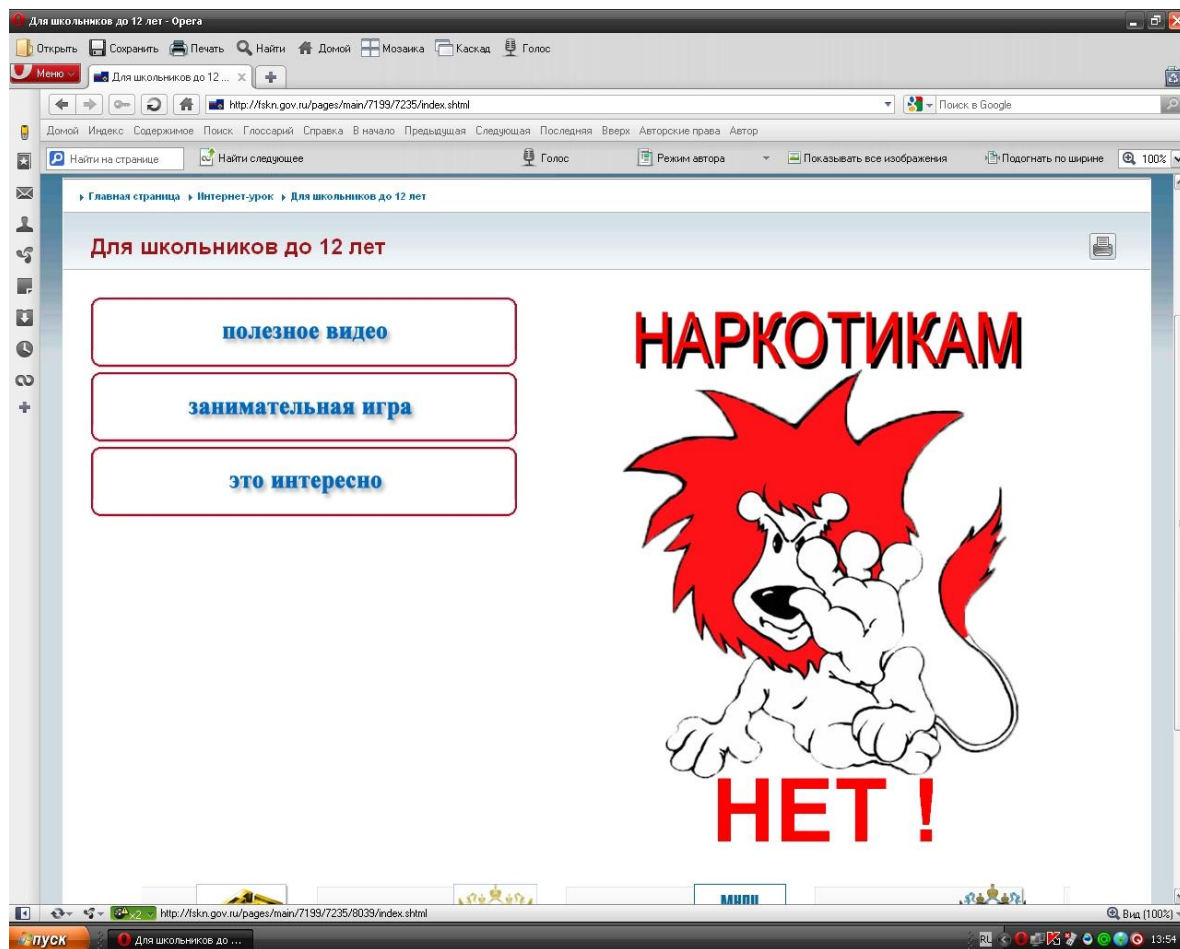 Для школьников до 12 лет - Opera
Открыть Сохранить Печать Найти Домой Мозаика Каскад Голос
Меню Для школьников до 12 ...
http://fskn.gov.ru/pages/main/7199/7235/index.shtml Поиск в Google
Домой Индекс Содержимое Поиск Глоссарий Справка В начало Предыдущая Следующая Последняя Вверх Авторские права Автор
Найти на странице Найти следующее Голос Режим автора Показывать все изображения Подогнать по ширине 100%
Главная страница Интернет-урок Для школьников до 12 лет
Для школьников до 12 лет
полезное видео
занимательная игра
это интересно
НАРКОТИКАМ
НЕТ !
x2 http://fskn.gov.ru/pages/main/7199/7235/8039/index.shtml Вид (100%)
пуск Для школьников до ... RL 13:54